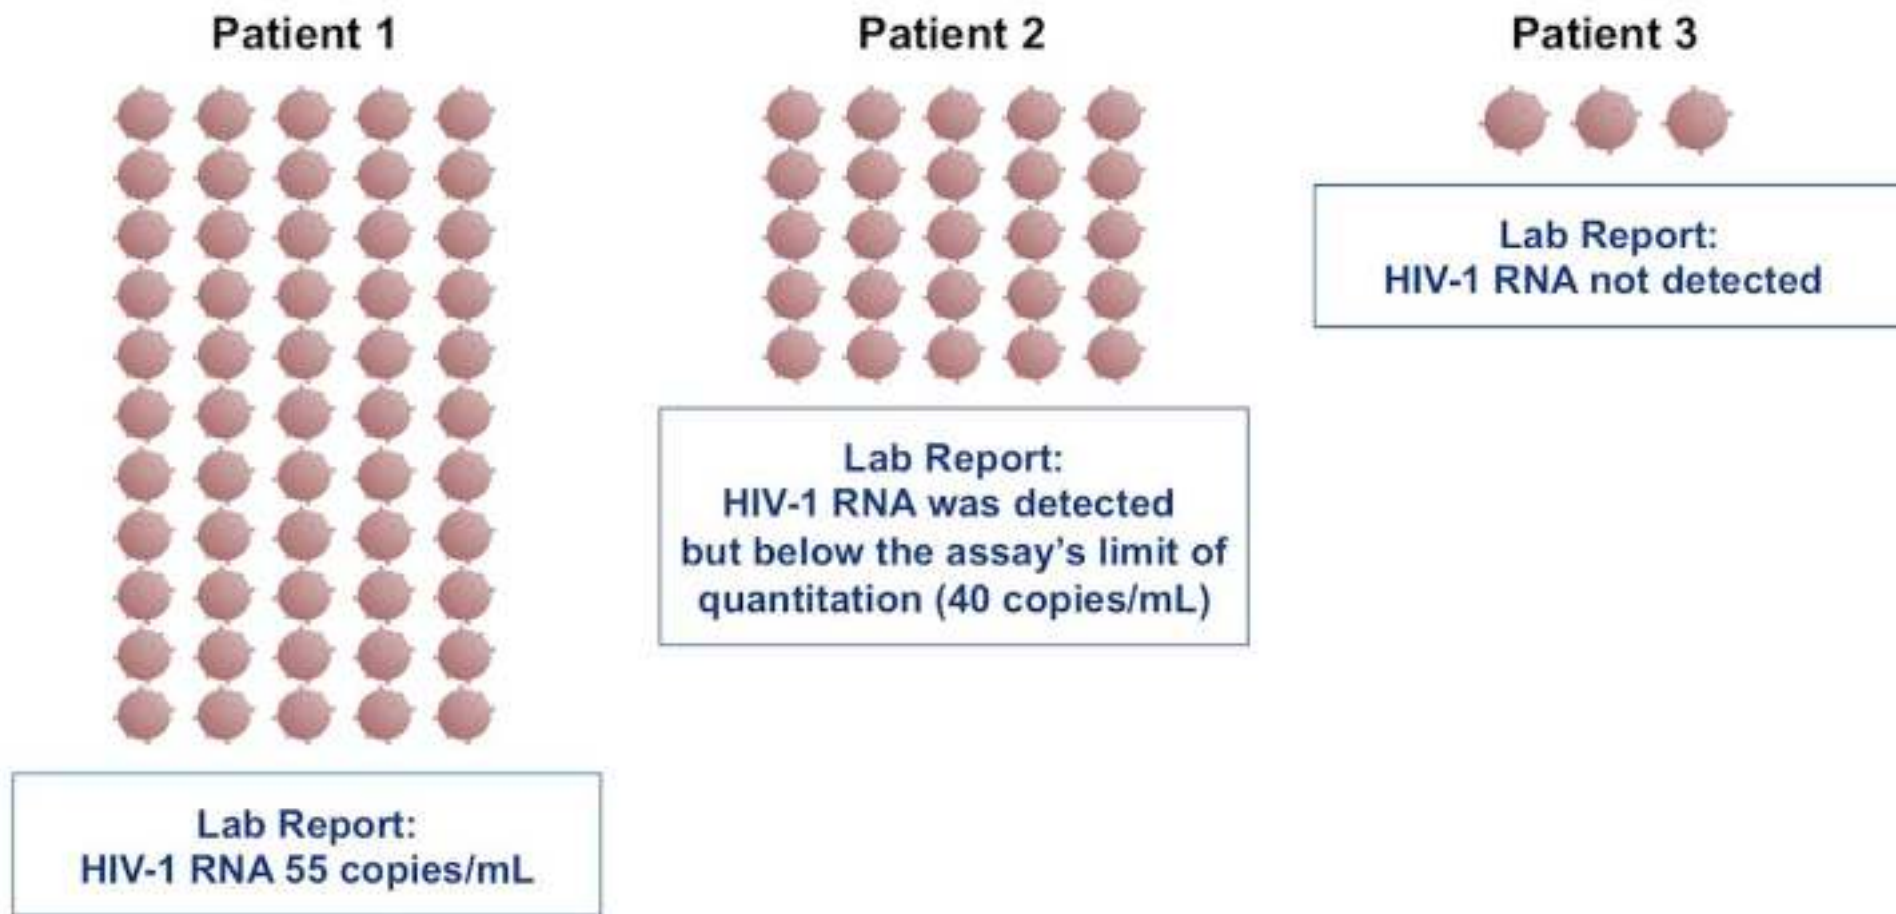 Patient 1
Patient 2
Patient 3
Lab Report:
HIV-1 RNA 55 copies/mL
Lab Report:
HIV-1 RNA was detected
but below the assay’s limit of
quantitation (40 copies/mL)
Lab Report:
HIV-1 RNA not detected